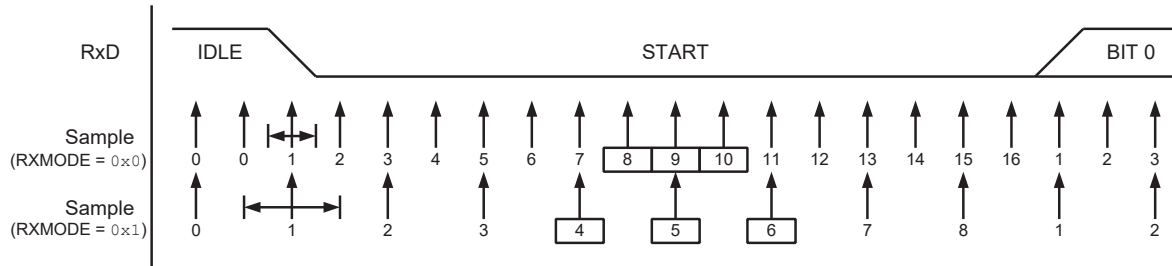 RxD IDLE START BIT 0
Sample
(RXMODE = 0x0) 0 0 1 2 3 4 5 6 7 8 9 10 11 12 13 14 15 16 1 2 3
Sample
(RXMODE = 0x1) 0 1 2 3 4 5 6 7 8 1 2